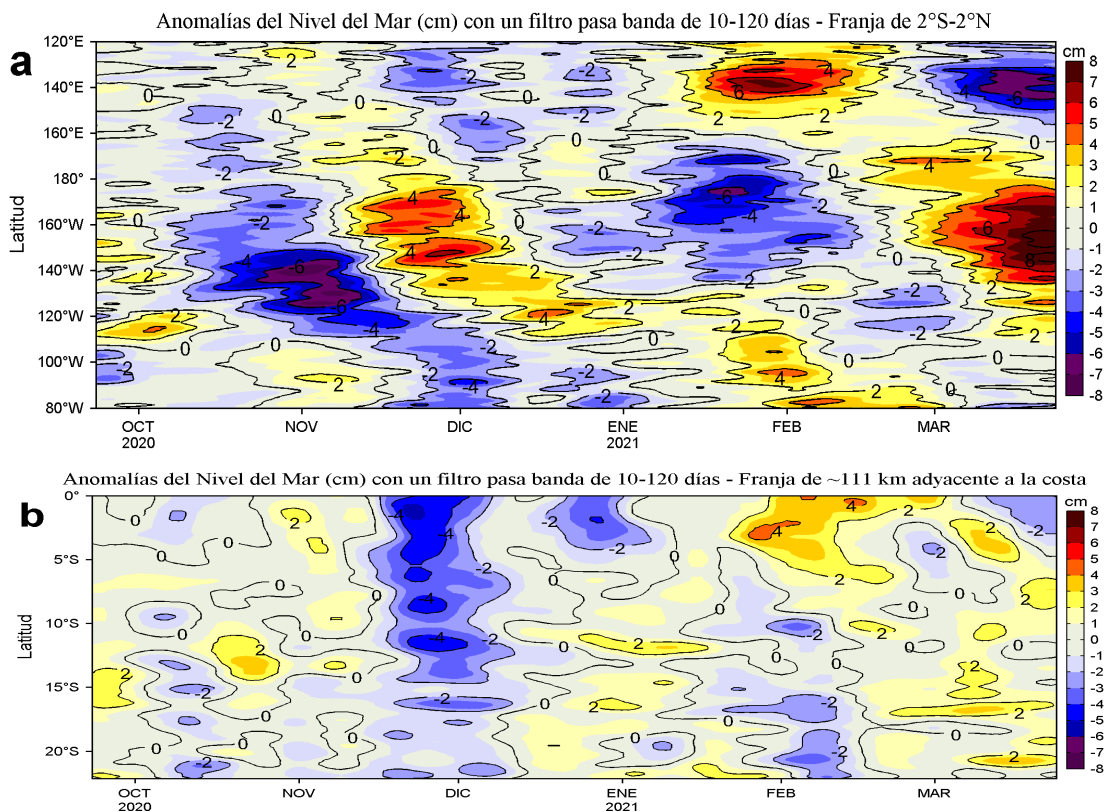 Anomalías del Nivel del Mar (cm) con un filtro pasa banda de 10-120 días - Franja de 2°S-2°N
a
cm
Latitud
120°E
140°E
160°E
180°
160°W
140°W
120°W
100°W
80°W
OCT
2020
NOV
DIC
ENE
2021
FEB
MAR
8
7
6
5
4
3
2
1
0
-1
-2
-3
-4
-5
-6
-7
-8
Anomalías del Nivel del Mar (cm) con un filtro pasa banda de 10-120 días - Franja de ~111 km adyacente a la costa
b
cm
Latitud
0°
5°S
10°S
15°S
20°S
OCT
2020
NOV
DIC
ENE
2021
FEB
MAR
8
7
6
5
4
3
2
1
0
-1
-2
-3
-4
-5
-6
-7
-8